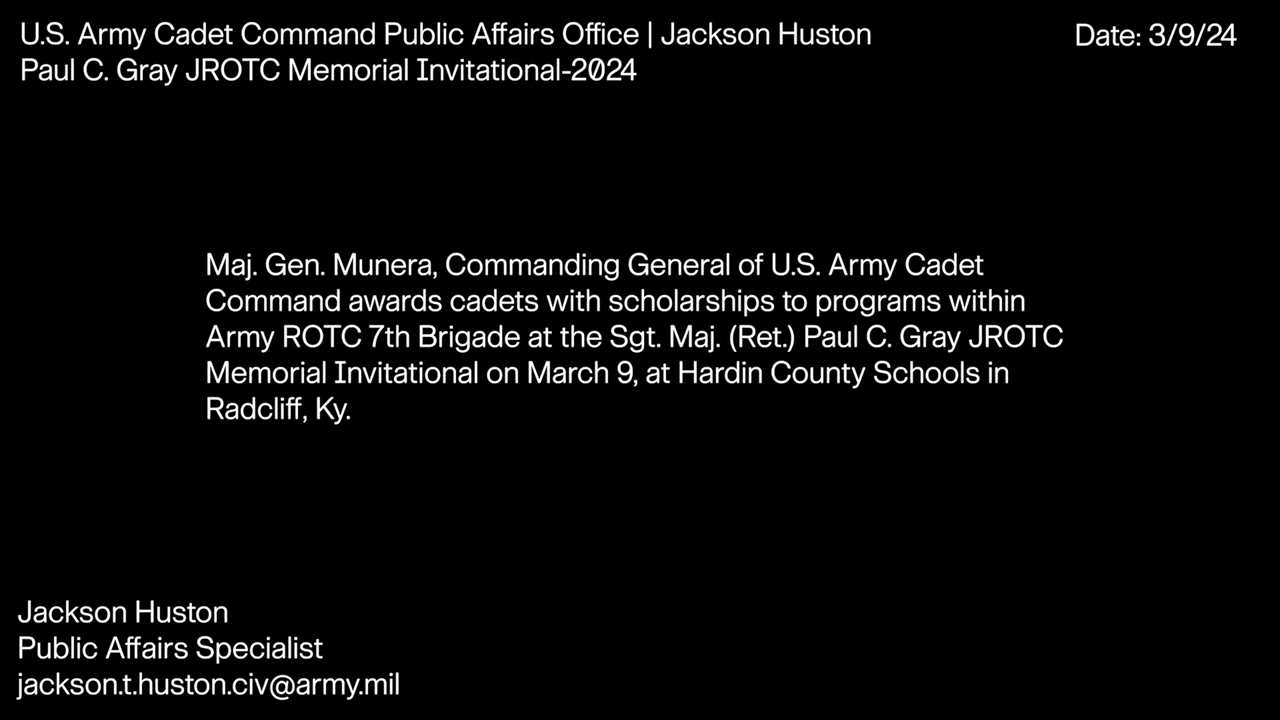 U.S. Army Cadet Command Public Affairs Office | Jackson Huston
Date: 3/9/24
Paul C. Gray JROTC Memorial Invitational-2024
Maj. Gen. Munera, Commanding General of U.S. Army Cadet
Command awards cadets with scholarships to programs within
Army ROTC 7th Brigade at the Sgt. Maj. (Ret.) Paul C. Gray JROTC
Memorial Invitational on March 9, at Hardin County Schools in
Radcliff, Ky.
Jackson Huston
Public Affairs Specialist
jackson.t.huston.civ@army.mil